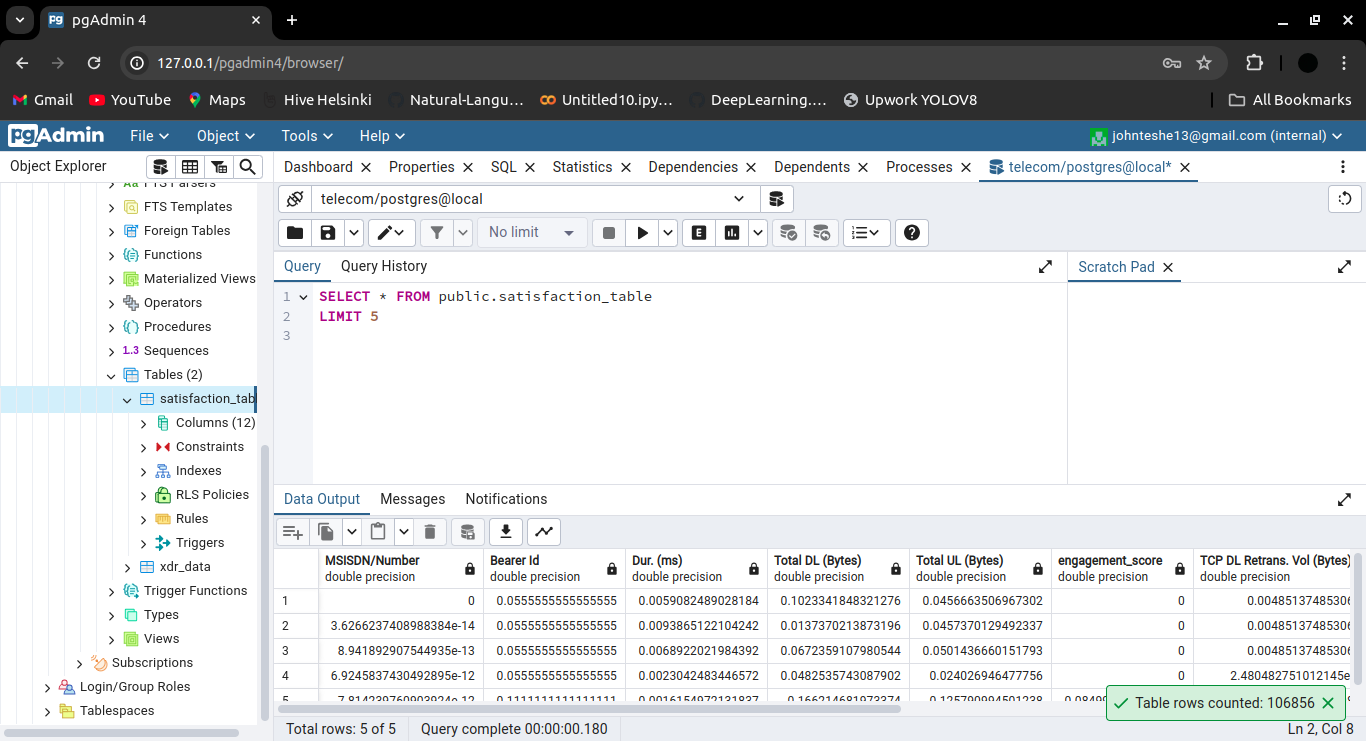 pg pgAdmin 4
127.0.0.1/pgadmin4/browser/
Gmail YouTube Maps Hive Helsinki Natural-Langu... Untitled10.ipy... DeepLearning.... Upwork YOLOV8 All Bookmarks
pgAdmin File Object Tools Help johnteshe13@gmail.com (internal)
Object Explorer
Dashboard Properties SQL Statistics Dependencies Dependents Processes telecom/postgres@local*
Aa FTS Parsers
FTS Templates
Foreign Tables
Functions
Materialized Views
Operators
Procedures
1.3 Sequences
Tables (2)
satisfaction_tab
Columns (12)
Constraints
Indexes
RLS Policies
Rules
Triggers
xdr_data
Trigger Functions
Types
Views
Subscriptions
Login/Group Roles
Tablespaces
telecom/postgres@local
No limit E
Query Query History
Scratch Pad
1 SELECT * FROM public.satisfaction_table
2 LIMIT 5
3
Data Output Messages Notifications
MSISDN/Number Bearer Id Dur. (ms) Total DL (Bytes) Total UL (Bytes) engagement_score TCP DL Retrans. Vol (Bytes)
double precision double precision double precision double precision double precision double precision double precision
1 0 0.0555555555555555 0.0059082489028184 0.1023341848321276 0.0456663506967302 0 0.00485137485306
2 3.6266237408988384e-14 0.0555555555555555 0.0093865122104242 0.0137370213873196 0.0457370129492337 0 0.00485137485306
3 8.941892907544935e-13 0.0555555555555555 0.0068922021984392 0.0672359107980544 0.0501436660151793 0 0.00485137485306
4 6.9245837430492895e-12 0.0555555555555555 0.0023042483446572 0.0482535743087902 0.024026946477756 0 2.480482751012145e
5 7.814239760903924e-12 0.1111111111111111 0.0016154972131837 0.166214681973374 0.125790994501238
Table rows counted: 106856
Total rows: 5 of 5 Query complete 00:00:00.180 Ln 2, Col 8